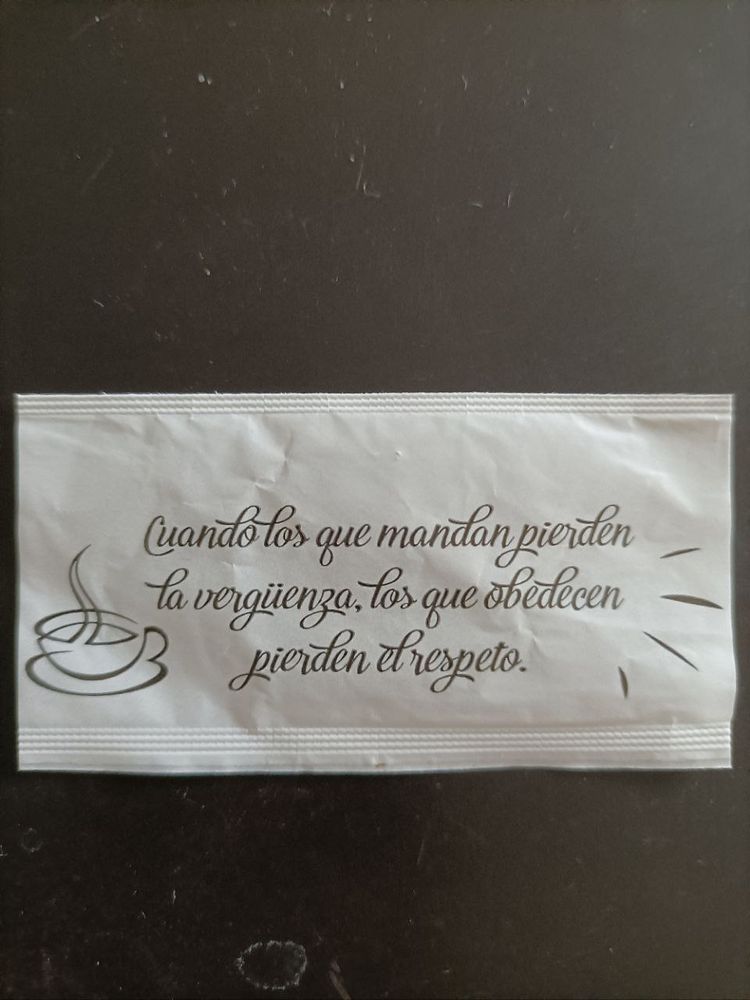 Cuando los que mandan pierden
la vergüenza, los que obedecen
pierden el respeto.